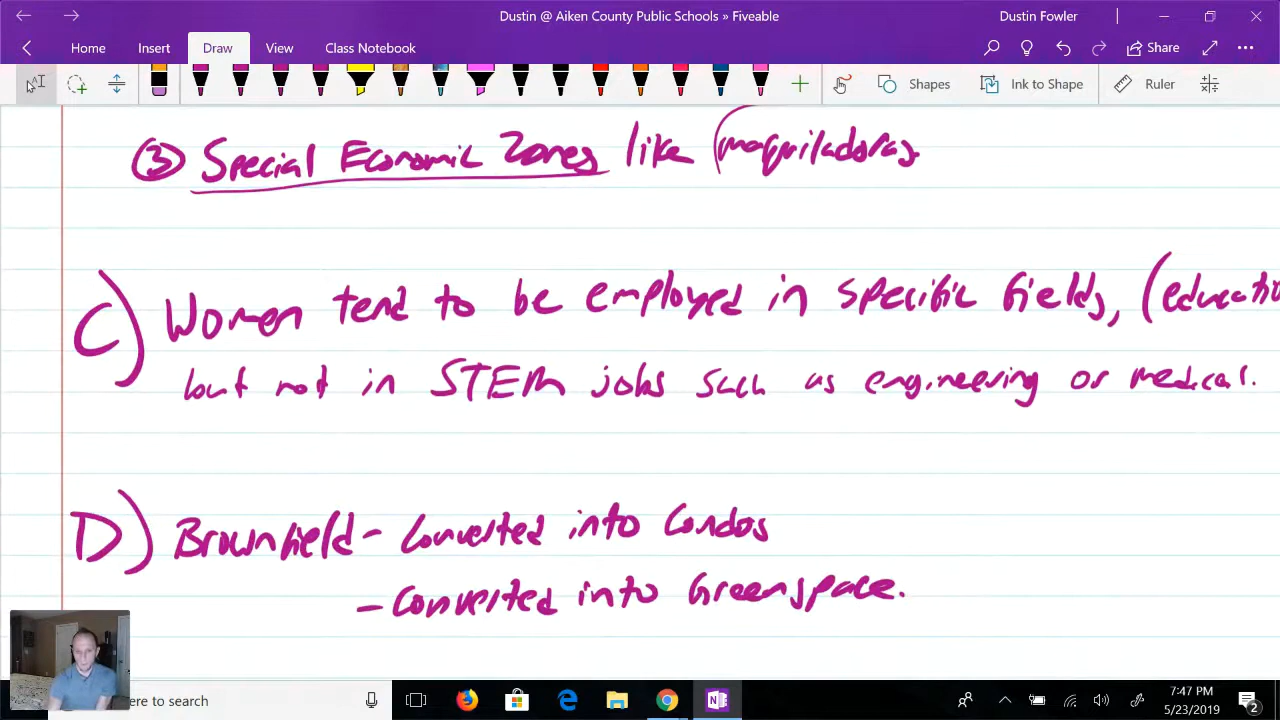 Dustin @ Aiken County Public Schools » Fiveable
Dustin Fowler
Home Insert Draw View Class Notebook
Share
Shapes Ink to Shape Ruler
③ Special Economic Zones like (maquiladoras.
C) Women tend to be employed in specific fields, (educatio
but not in STEM jobs such as engineering or medical.
D) Brownfield - Converted into Condos
- Converted into Greenspace.
ere to search
7:47 PM
5/23/2019
2